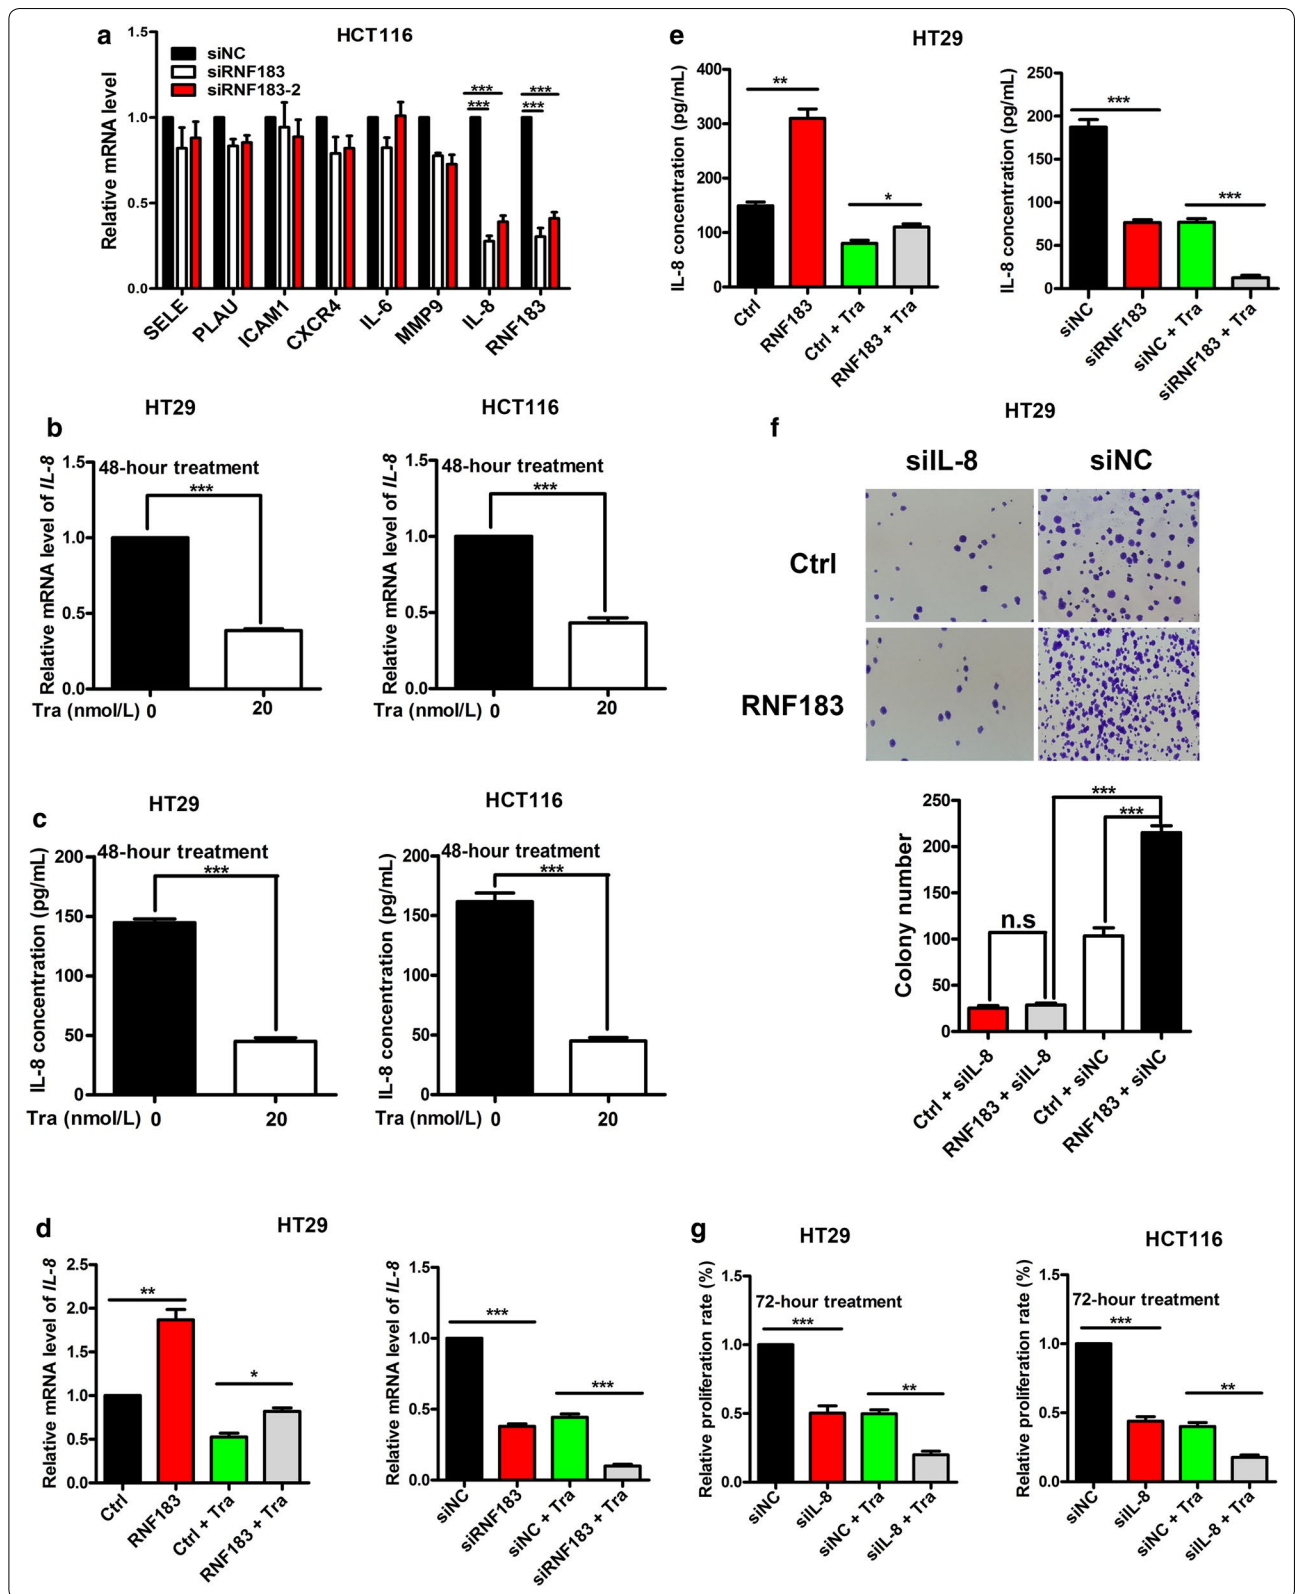 a
HCT116
siNC
siRNF183
siRNF183-2
Relative mRNA level
1.5
1.0
0.5
0.0
***
***
***
***
SELE
PLAU
ICAM1
CXCR4
IL-6
MMP9
IL-8
RNF183
b
HT29
48-hour treatment
***
Relative mRNA level of IL-8
1.5
1.0
0.5
0.0
Tra (nmol/L) 0 20
HCT116
48-hour treatment
***
Relative mRNA level of IL-8
1.5
1.0
0.5
0.0
Tra (nmol/L) 0 20
c
HT29
48-hour treatment
***
IL-8 concentration (pg/mL)
200
150
100
50
0
Tra (nmol/L) 0 20
HCT116
48-hour treatment
***
IL-8 concentration (pg/mL)
200
150
100
50
0
Tra (nmol/L) 0 20
d
HT29
Relative mRNA level of IL-8
2.5
2.0
1.5
1.0
0.5
0.0
**
*
Ctrl
RNF183
Ctrl + Tra
RNF183 + Tra
Relative mRNA level of IL-8
1.5
1.0
0.5
0.0
***
***
siNC
siRNF183
siNC + Tra
siRNF183 + Tra
e
HT29
IL-8 concentration (pg/mL)
400
300
200
100
0
**
*
Ctrl
RNF183
Ctrl + Tra
RNF183 + Tra
IL-8 concentration (pg/mL)
250
200
150
100
50
0
***
***
siNC
siRNF183
siNC + Tra
siRNF183 + Tra
f
HT29
siIL-8 siNC
Ctrl
RNF183
Colony number
250
200
150
100
50
0
***
***
n.s
Ctrl + siIL-8
RNF183 + siIL-8
Ctrl + siNC
RNF183 + siNC
g
HT29
72-hour treatment
***
**
Relative proliferation rate (%)
1.5
1.0
0.5
0.0
siNC
siIL-8
siNC + Tra
siIL-8 + Tra
HCT116
72-hour treatment
***
**
Relative proliferation rate (%)
1.5
1.0
0.5
0.0
siNC
siIL-8
siNC + Tra
siIL-8 + Tra